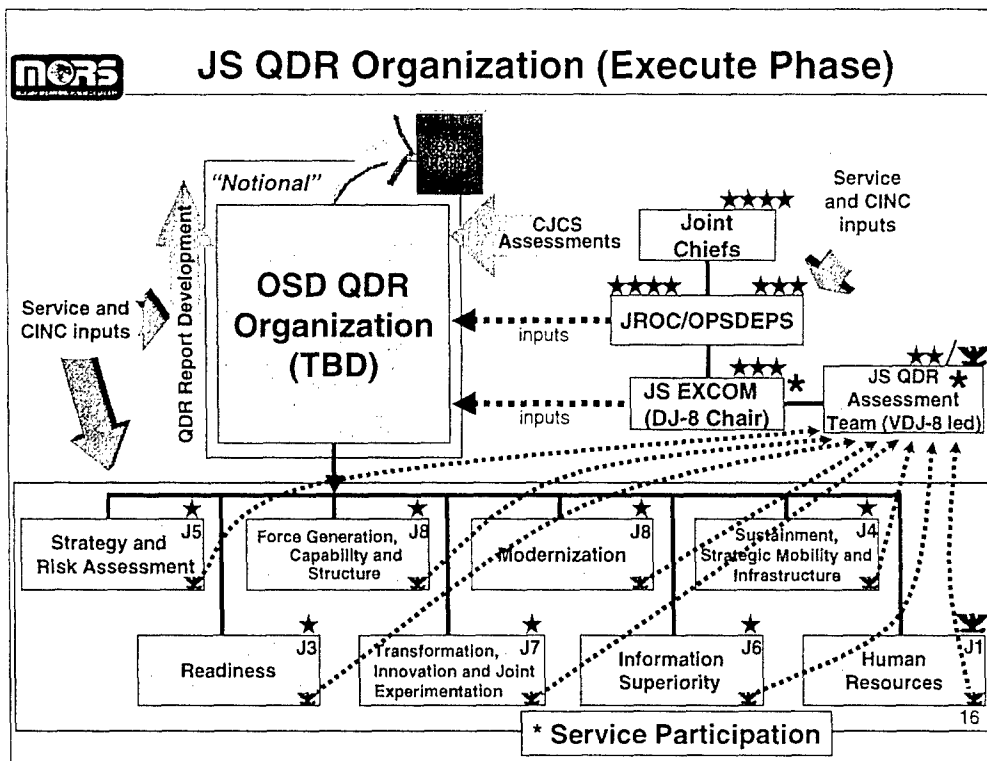 MORS
JS QDR Organization (Execute Phase)
"Notional"
QDR Report Development
OSD QDR
Organization
(TBD)
Service and
CINC inputs
CJCS
Assessments
Service
and CINC
inputs
Joint
Chiefs
JROC/OPSDEPS
inputs
JS EXCOM
(DJ-8 Chair)
*
inputs
/
JS QDR *
Assessment
Team (VDJ-8 led)
J5
Strategy and
Risk Assessment
J8
Force Generation,
Capability and
Structure
J8
Modernization
J4
Sustainment,
Strategic Mobility and
Infrastructure
J3
Readiness
J7
Transformation,
Innovation and Joint
Experimentation
J6
Information
Superiority
J1
Human
Resources
* Service Participation
16